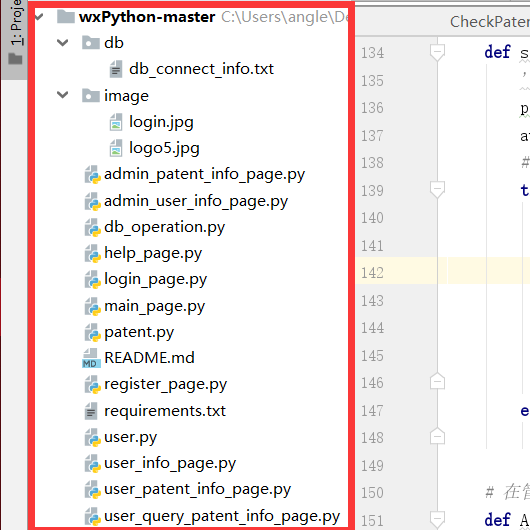 1: Proje
wxPython-master C:\Users\angle\De
db
db_connect_info.txt
image
login.jpg
logo5.jpg
admin_patent_info_page.py
admin_user_info_page.py
db_operation.py
help_page.py
login_page.py
main_page.py
patent.py
MD README.md
register_page.py
requirements.txt
user.py
user_info_page.py
user_patent_info_page.py
user_query_patent_info_page.py
CheckPaten
134 def s
135 '
136 p
137 a
138 #
139 t
140
141
142
143
144
145
146
147 e
148
149
150 # 在管
151 def A